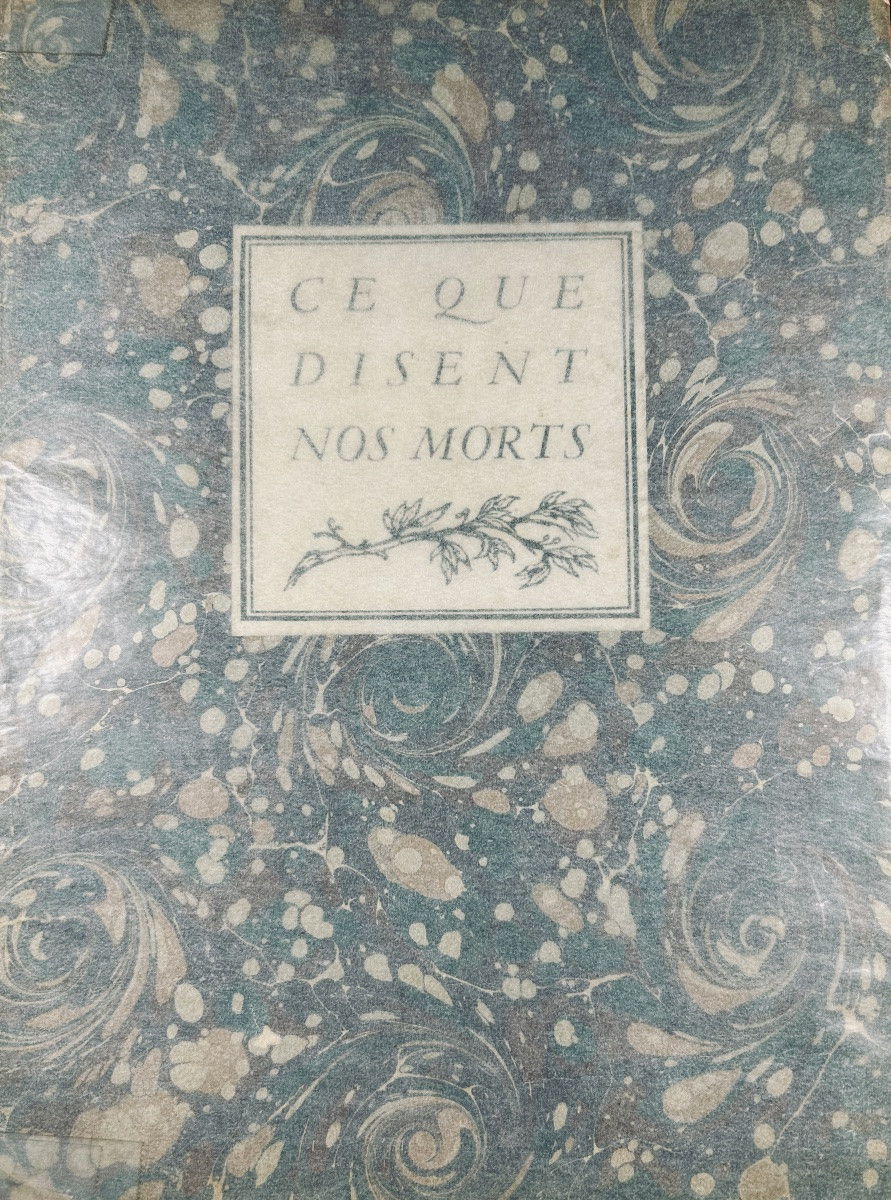 CE QUE
DISENT
NOS MORTS